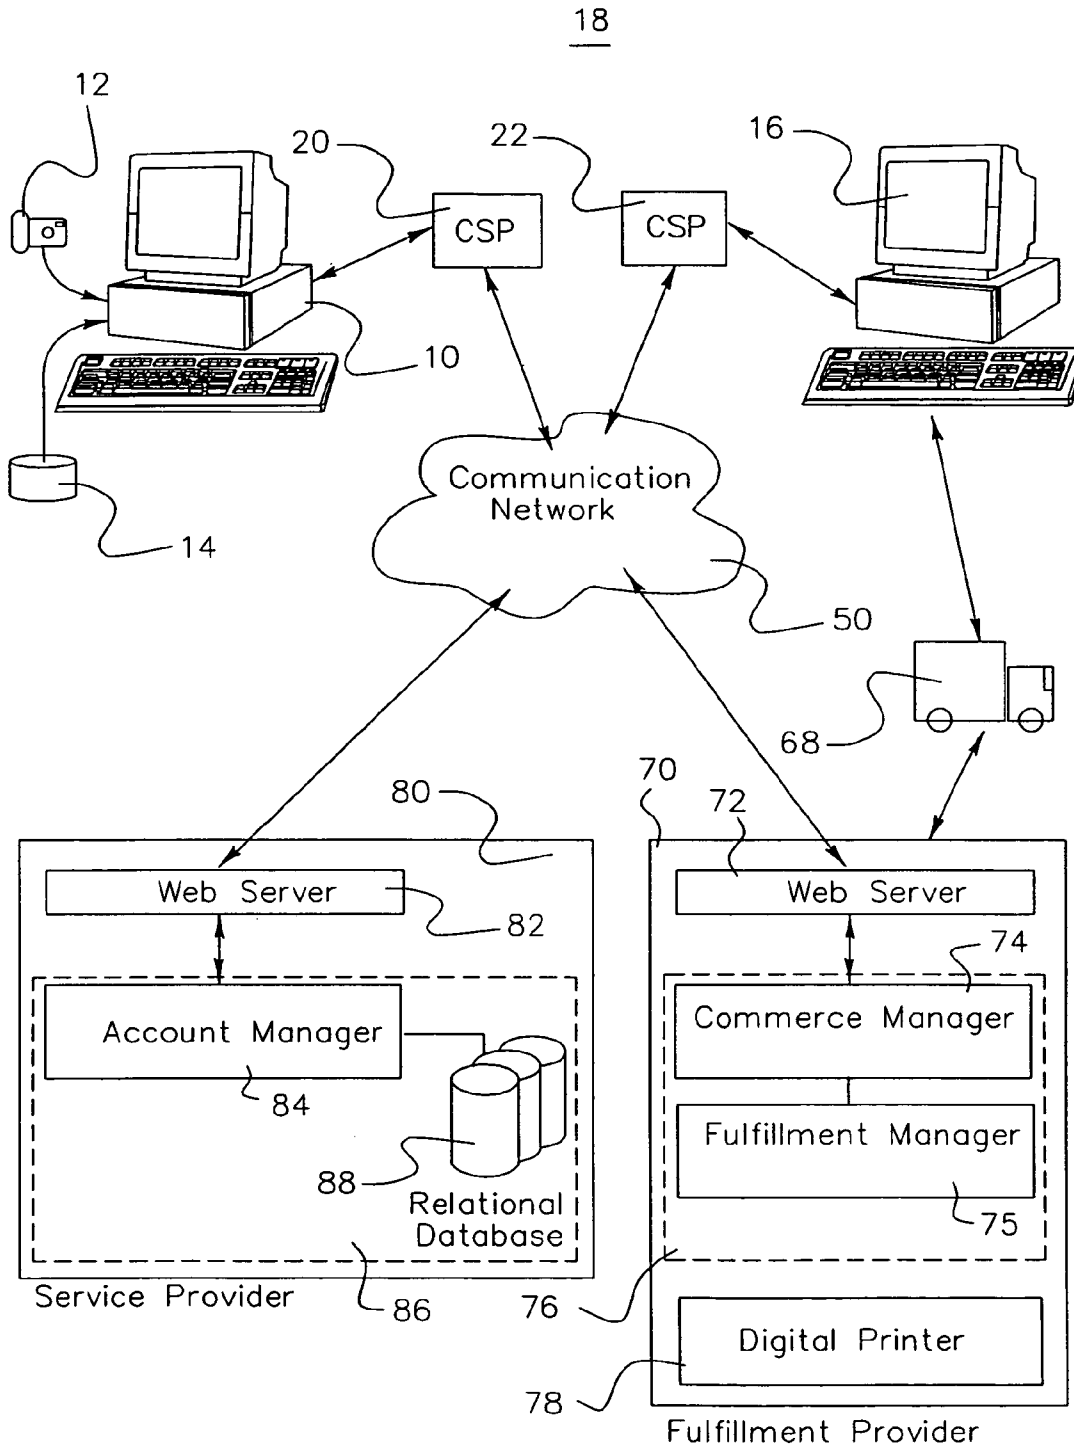 18
12
20
22
16
CSP
CSP
10
Communication
Network
14
50
68
80
70
72
Web Server
82
Web Server
74
Account Manager
84
Commerce Manager
Fulfillment Manager
75
88
Relational
Database
86
Service Provider
76
Digital Printer
78
Fulfillment Provider